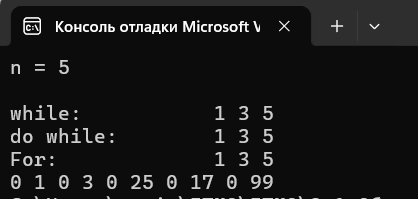 Консоль отладки Microsoft V
n = 5
while: 1 3 5
do while: 1 3 5
For: 1 3 5
0 1 0 3 0 25 0 17 0 99